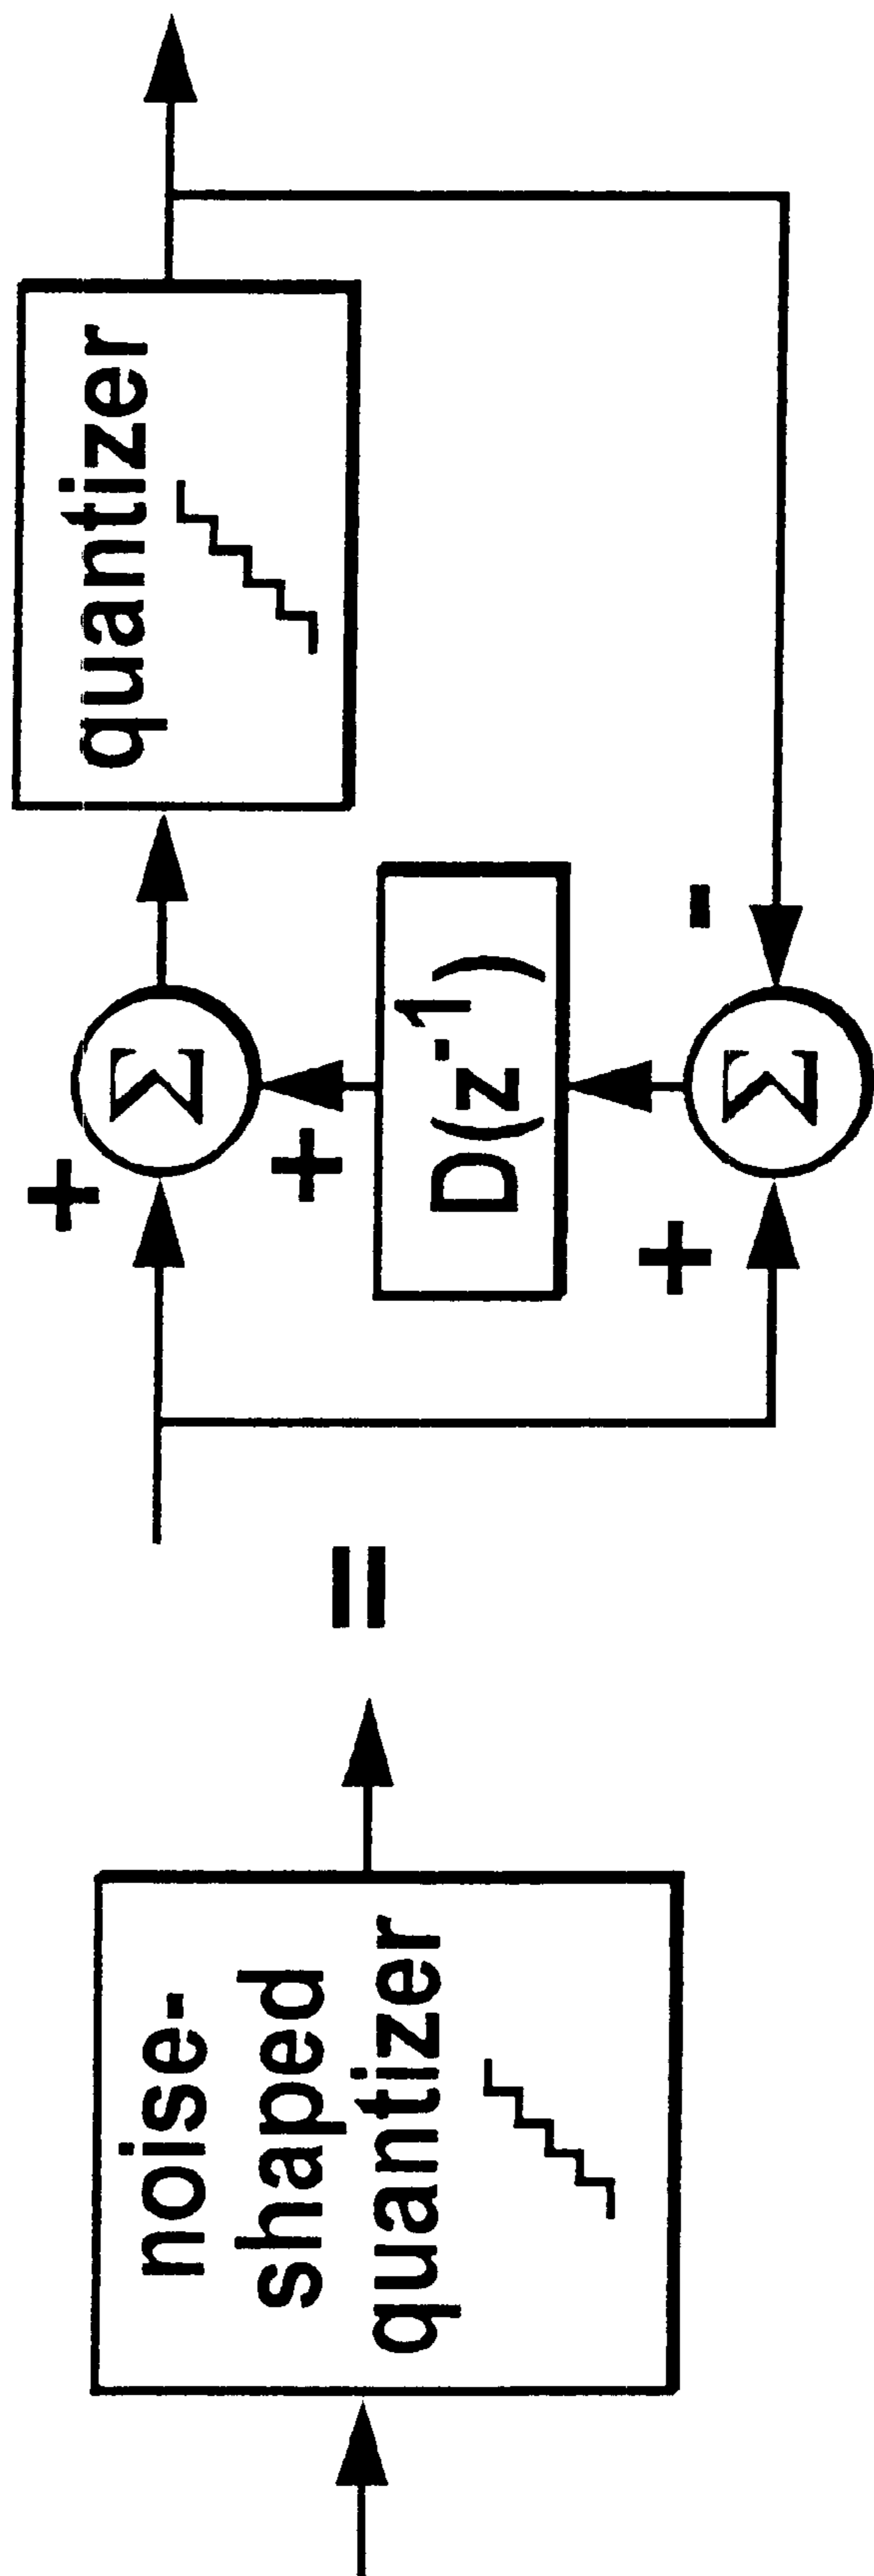 noise-
shaped
quantizer
=
+
Σ
quantizer
+
D(z⁻¹)
+
Σ
-